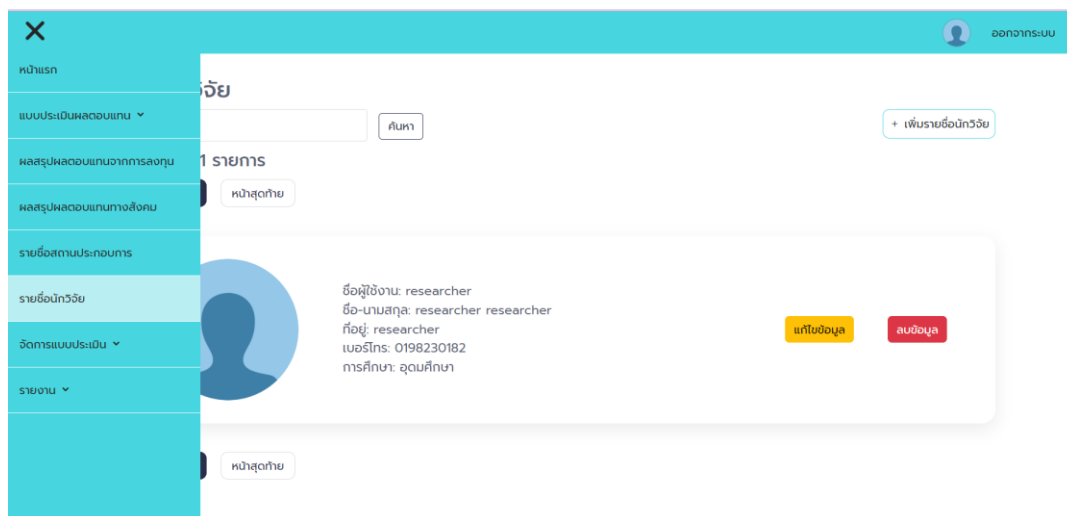 ออกจากระบบ
หน้าแรก
แบบประเมินผลตอบแทน
ผลสรุปผลตอบแทนจากการลงทุน
ผลสรุปผลตอบแทนทางสังคม
รายชื่อสถานประกอบการ
รายชื่อนักวิจัย
จัดการแบบประเมิน
รายงาน
วิจัย
ค้นหา
+ เพิ่มรายชื่อนักวิจัย
1 รายการ
หน้าสุดท้าย
ชื่อผู้ใช้งาน: researcher
ชื่อ-นามสกุล: researcher researcher
ที่อยู่: researcher
เบอร์โทร: 0198230182
การศึกษา: อุดมศึกษา
แก้ไขข้อมูล
ลบข้อมูล
หน้าสุดท้าย